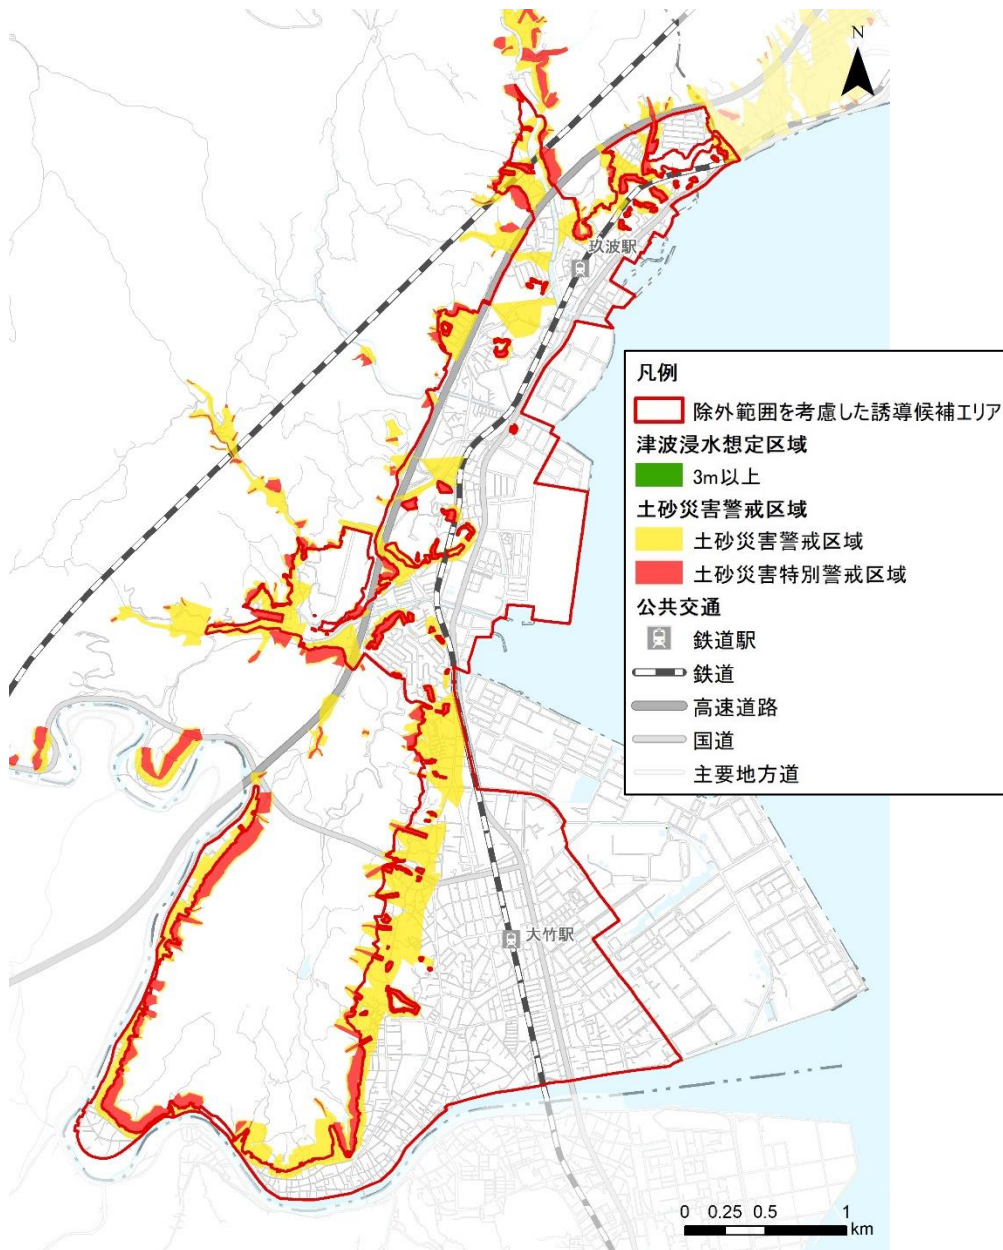 N
玖波駅
凡例
除外範囲を考慮した誘導候補エリア
津波浸水想定区域
3m以上
土砂災害警戒区域
土砂災害警戒区域
土砂災害特別警戒区域
公共交通
鉄道駅
鉄道
高速道路
国道
主要地方道
大竹駅
0 0.25 0.5 1
km